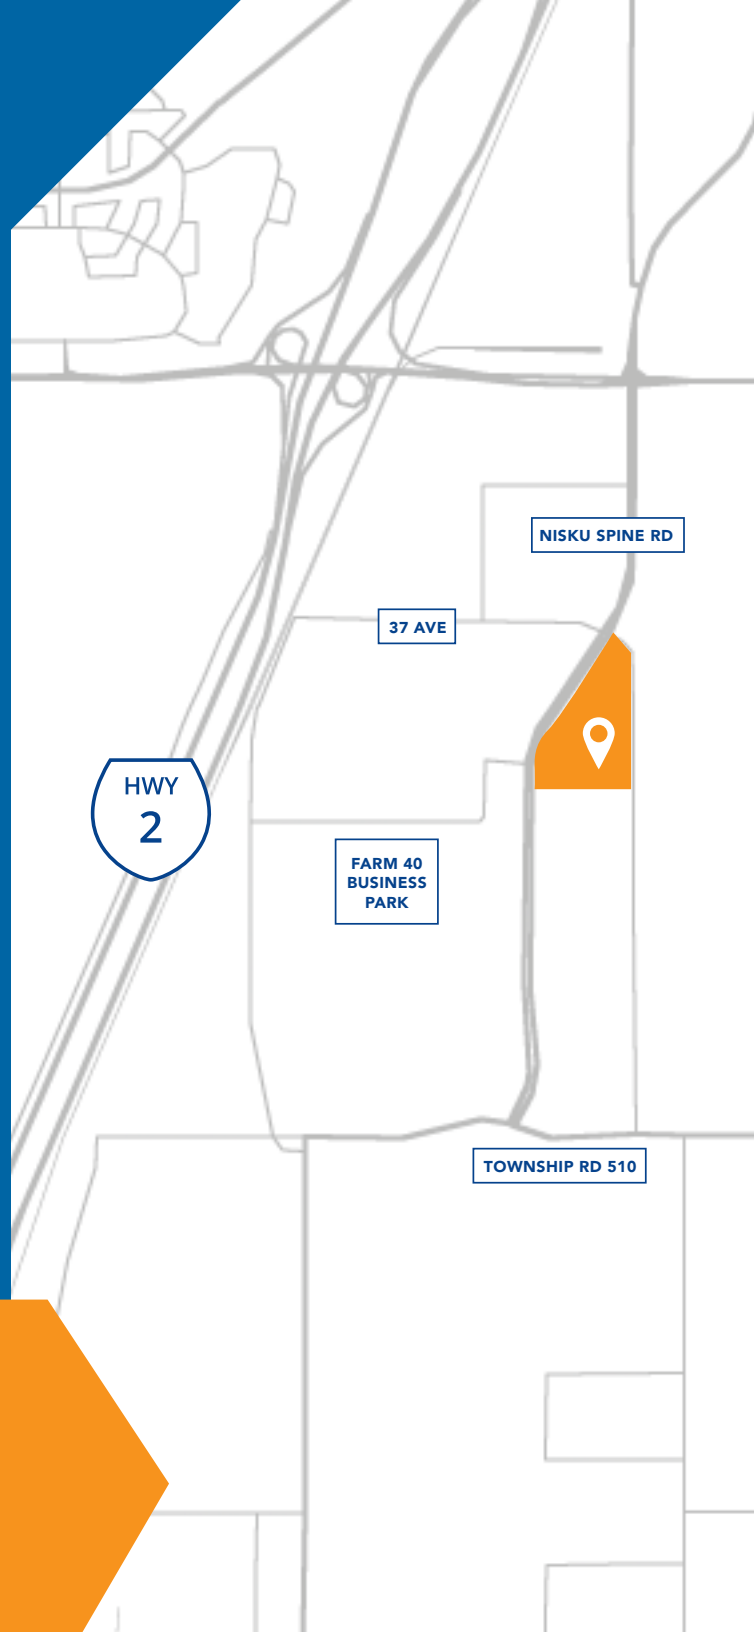 NISKU SPINE RD
37 AVE
HWY
2
FARM 40
BUSINESS
PARK
TOWNSHIP RD 510